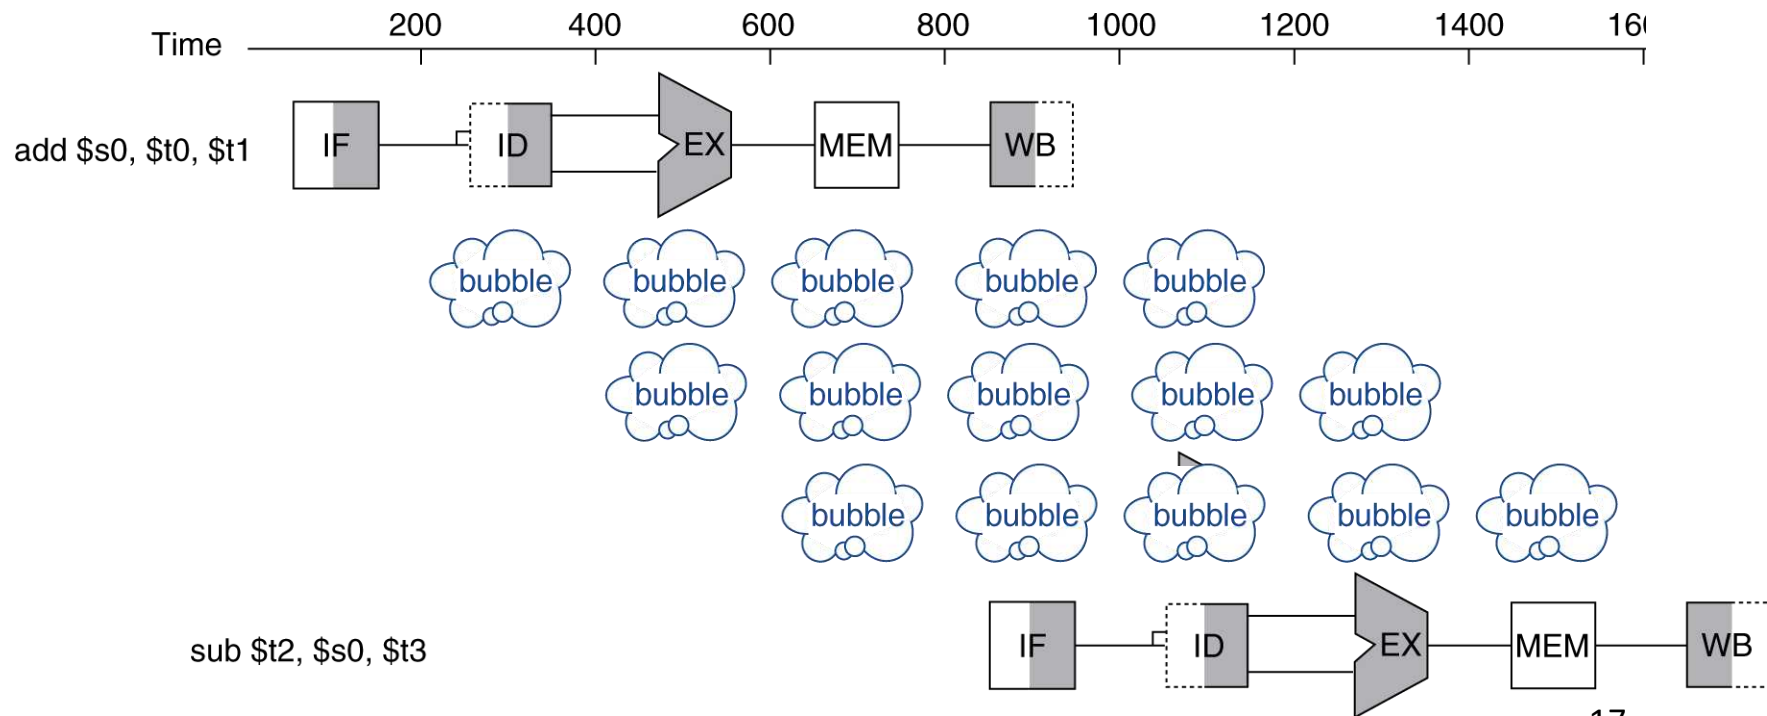 200 400 600 800 1000 1200 1400
Time
add $s0, $t0, $t1 IF ID EX MEM WB
bubble bubble bubble bubble bubble
bubble bubble bubble bubble bubble
bubble bubble bubble bubble bubble
sub $t2, $s0, $t3 IF ID EX MEM WB
17